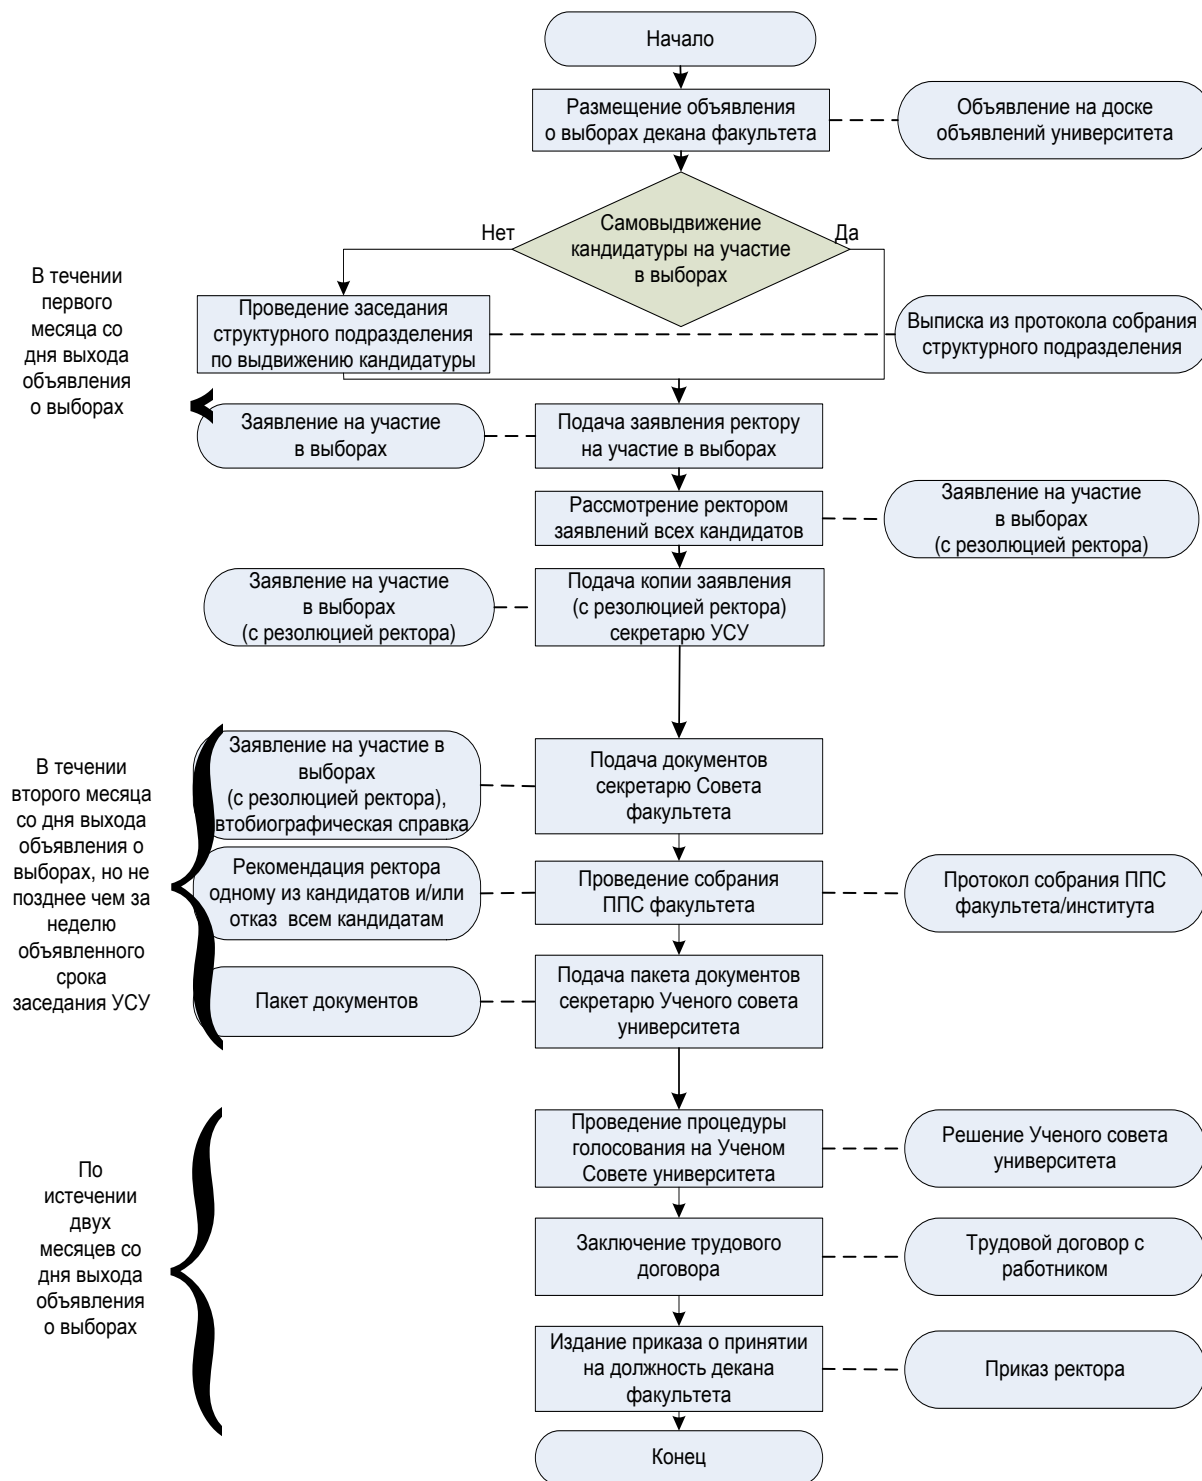 Начало
Размещение объявления
о выборах декана факультета
Объявление на доске
объявлений университета
Самовыдвижение
кандидатуры на участие
в выборах
Нет
Да
В течении
первого
месяца со
дня выхода
объявления
о выборах
Проведение заседания
структурного подразделения
по выдвижению кандидатуры
Выписка из протокола собрания
структурного подразделения
Заявление на участие
в выборах
Подача заявления ректору
на участие в выборах
Рассмотрение ректором
заявлений всех кандидатов
Заявление на участие
в выборах
(с резолюцией ректора)
Заявление на участие
в выборах
(с резолюцией ректора)
Подача копии заявления
(с резолюцией ректора)
секретарю УСУ
В течении
второго месяца
со дня выхода
объявления о
выборах, но не
позднее чем за
неделю
объявленного
срока
заседания УСУ
Заявление на участие в
выборах
(с резолюцией ректора),
втобиографическая справка
Подача документов
секретарю Совета
факультета
Рекомендация ректора
одному из кандидатов и/или
отказ всем кандидатам
Проведение собрания
ППС факультета
Протокол собрания ППС
факультета/института
Пакет документов
Подача пакета документов
секретарю Ученого совета
университета
По
истечении
двух
месяцев со
дня выхода
объявления
о выборах
Проведение процедуры
голосования на Ученом
Совете университета
Решение Ученого совета
университета
Заключение трудового
договора
Трудовой договор с
работником
Издание приказа о принятии
на должность декана
факультета
Приказ ректора
Конец